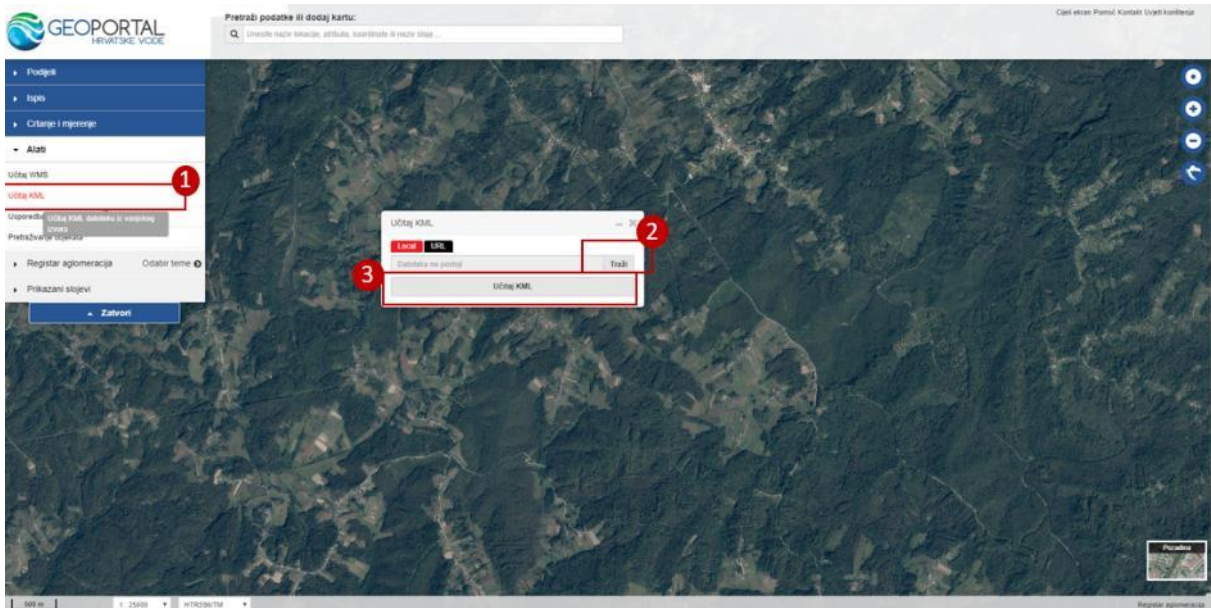 GEOPORTAL
HRVATSKE VODE
Pretraži podatke ili dodaj kartu:
Unesite naziv lokacije, atributa, koordinate ili naziv sloja ...
Cijeli ekran Pomoć Kontakt Uvjeti korištenja
Podijeli
Ispis
Crtanje i mjerenje
Alati
Učitaj WMS
1
Učitaj KML
Usporedba
Učitaj KML datoteku iz vanjskog
izvora
Pretraživanje objekata
Registar aglomeracija Odabir teme
Prikazani slojevi
Zatvori
Učitaj KML
2
Local URL
Datoteka ne postoji Traži
3
Učitaj KML
Pozadina
500 m 1: 25000 HTRS96/TM Registar aglomeracija